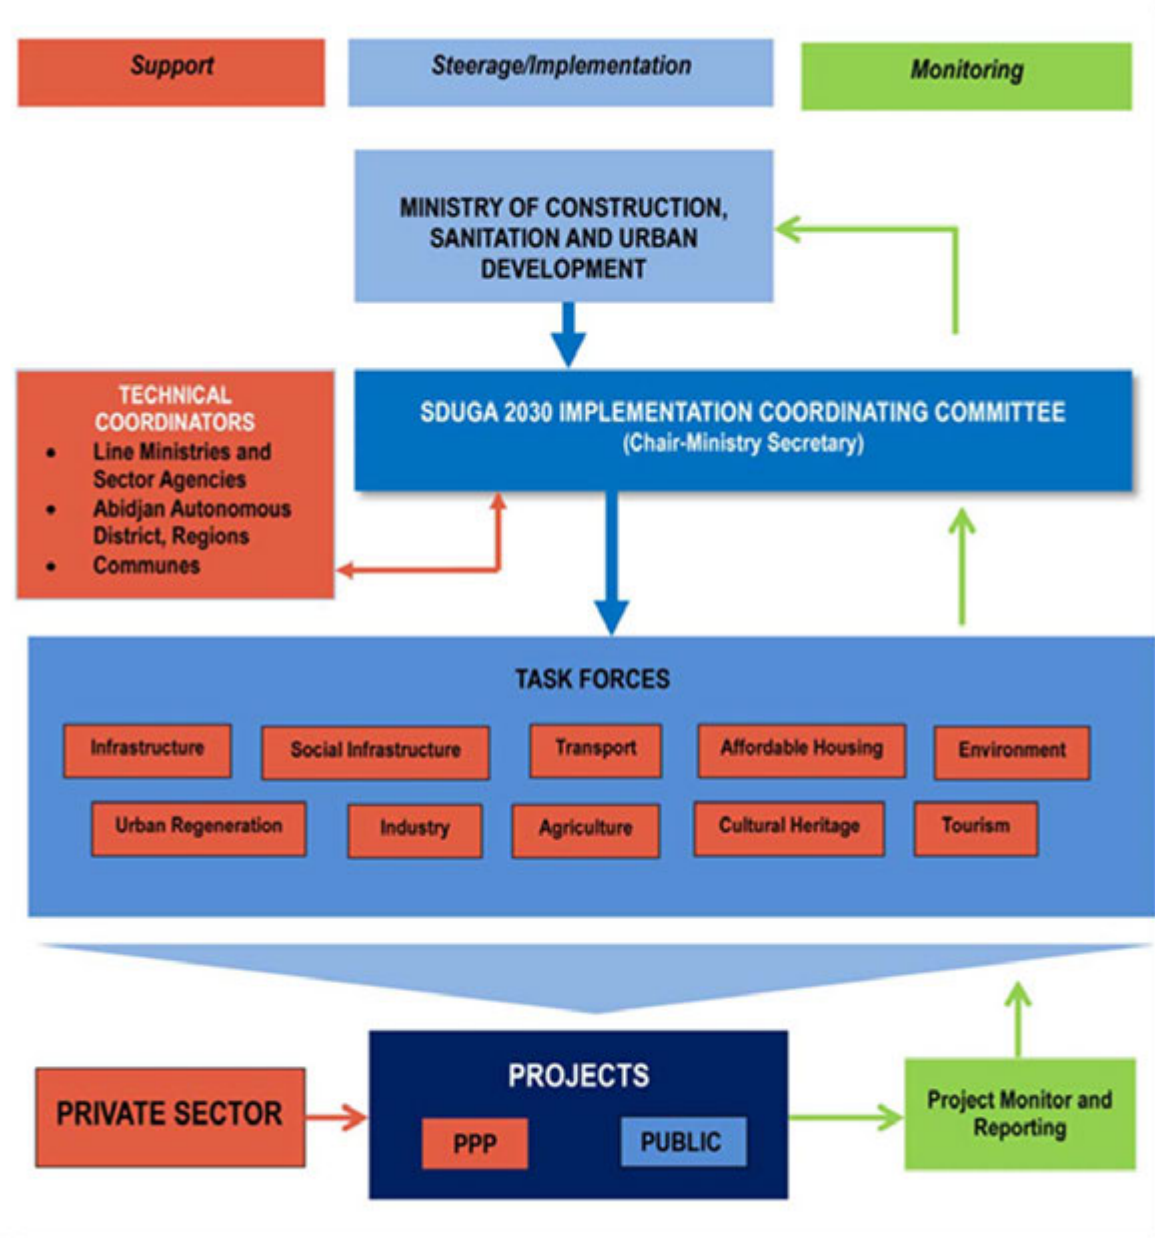 Support
Steerage/Implementation
Monitoring
MINISTRY OF CONSTRUCTION,
SANITATION AND URBAN
DEVELOPMENT
TECHNICAL
COORDINATORS
• Line Ministries and
Sector Agencies
• Abidjan Autonomous
District, Regions
• Communes
SDUGA 2030 IMPLEMENTATION COORDINATING COMMITTEE
(Chair-Ministry Secretary)
TASK FORCES
Infrastructure
Social Infrastructure
Transport
Affordable Housing
Environment
Urban Regeneration
Industry
Agriculture
Cultural Heritage
Tourism
PRIVATE SECTOR
PROJECTS
PPP
PUBLIC
Project Monitor and
Reporting